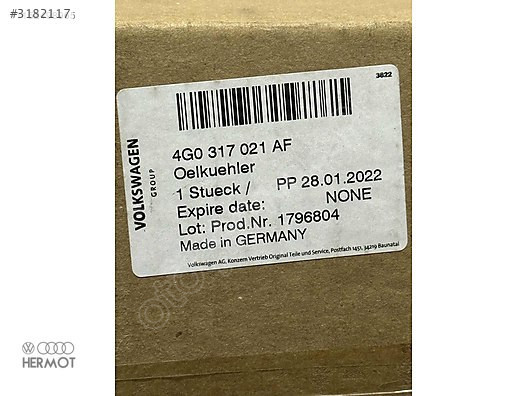 #3182117
3822
VOLKSWAGEN
GROUP
4G0 317 021 AF
Oelkuehler
1 Stueck / PP 28.01.2022
Expire date: NONE
Lot: Prod.Nr. 1796804
Made in GERMANY
Volkswagen AG, Konzern Vertrieb Original Teile und Service, Postfach 1451, 34219 Baunatal
HERMOT